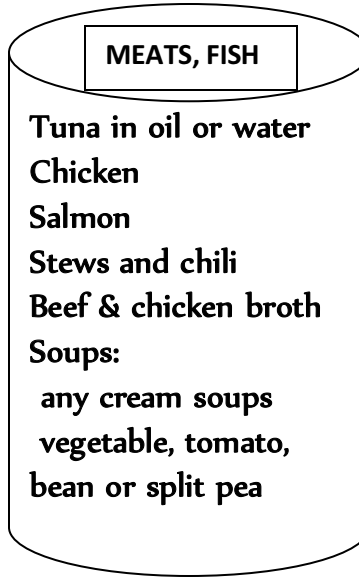 MEATS, FISH
Tuna in oil or water
Chicken
Salmon
Stews and chili
Beef & chicken broth
Soups:
any cream soups
vegetable, tomato,
bean or split pea